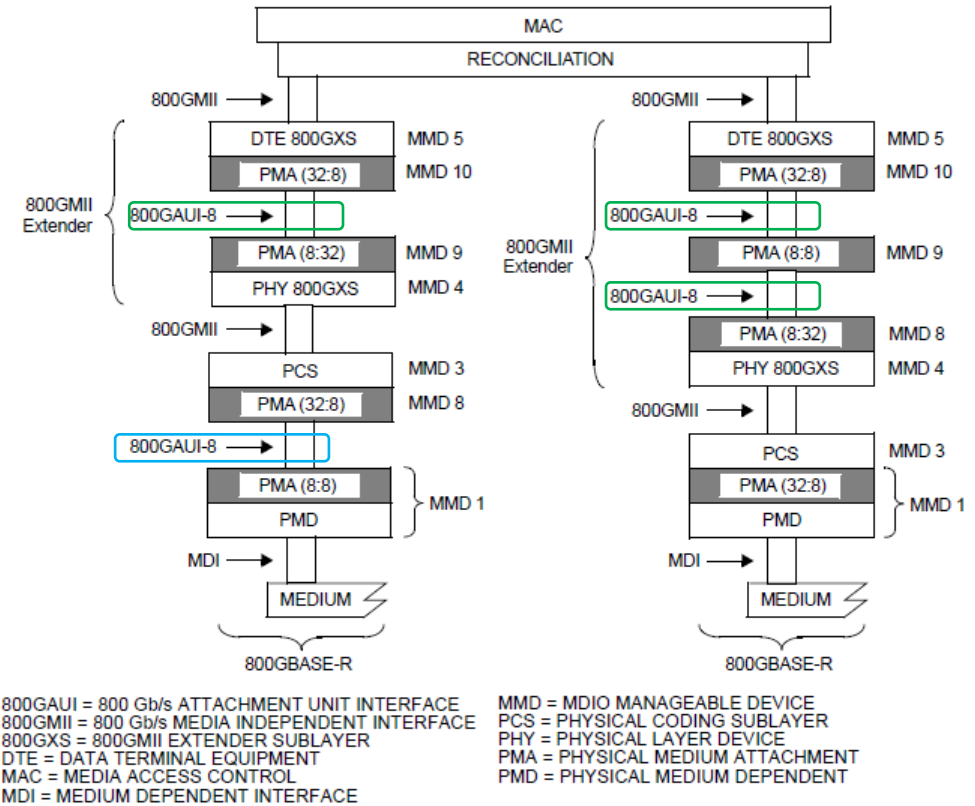 MAC
RECONCILIATION
800GMII
DTE 800GXS
MMD 5
PMA (32:8)
MMD 10
800GMII
Extender
800GAUI-8
PMA (8:32)
MMD 9
PHY 800GXS
MMD 4
800GMII
PCS
MMD 3
PMA (32:8)
MMD 8
800GAUI-8
PMA (8:8)
PMD
MMD 1
MDI
MEDIUM
800GBASE-R
800GMII
DTE 800GXS
MMD 5
PMA (32:8)
MMD 10
800GAUI-8
800GMII
Extender
PMA (8:8)
MMD 9
800GAUI-8
PMA (8:32)
MMD 8
PHY 800GXS
MMD 4
800GMII
PCS
MMD 3
PMA (32:8)
PMD
MMD 1
MDI
MEDIUM
800GBASE-R
800GAUI = 800 Gb/s ATTACHMENT UNIT INTERFACE
800GMII = 800 Gb/s MEDIA INDEPENDENT INTERFACE
800GXS = 800GMII EXTENDER SUBLAYER
DTE = DATA TERMINAL EQUIPMENT
MAC = MEDIA ACCESS CONTROL
MDI = MEDIUM DEPENDENT INTERFACE
MMD = MDIO MANAGEABLE DEVICE
PCS = PHYSICAL CODING SUBLAYER
PHY = PHYSICAL LAYER DEVICE
PMA = PHYSICAL MEDIUM ATTACHMENT
PMD = PHYSICAL MEDIUM DEPENDENT